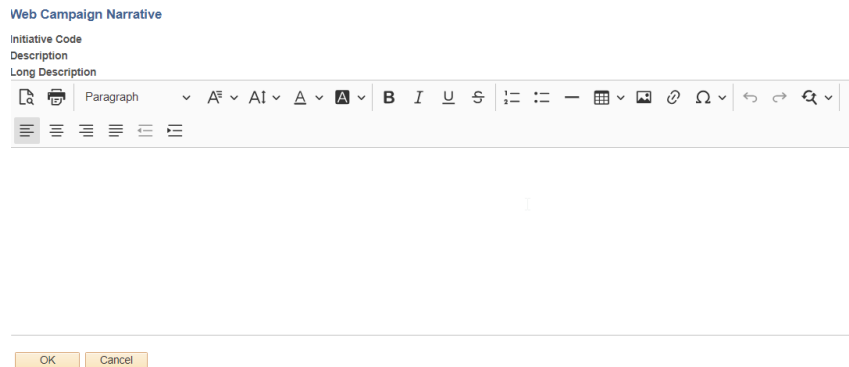 Web Campaign Narrative
Initiative Code
Description
Long Description
Paragraph
OK Cancel